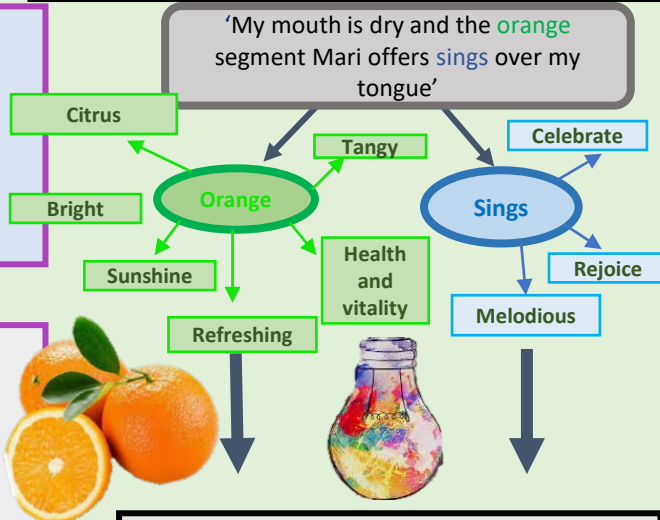 ‘My mouth is dry and the orange
segment Mari offers sings over my
tongue’
Citrus
Tangy
Celebrate
Bright
Orange
Sings
Sunshine
Health
and
vitality
Rejoice
Refreshing
Melodious